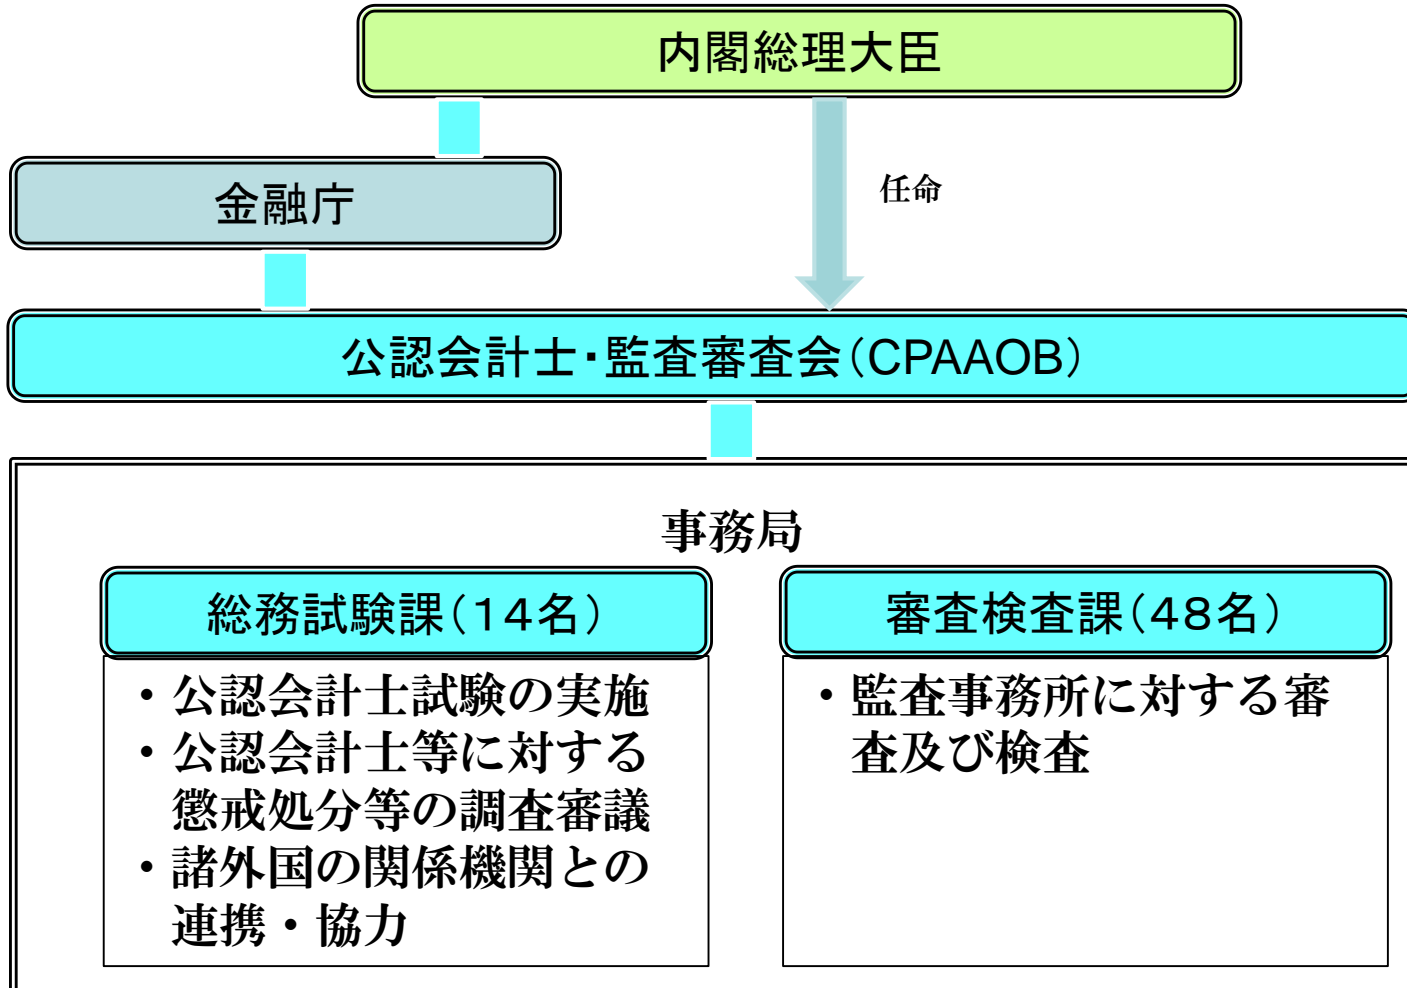 内閣総理大臣
金融庁
任命
公認会計士・監査審査会(CPAAOB)
事務局
総務試験課(14名)
・公認会計士試験の実施
・公認会計士等に対する
懲戒処分等の調査審議
・諸外国の関係機関との
連携・協力
審査検査課(48名)
・監査事務所に対する審
査及び検査